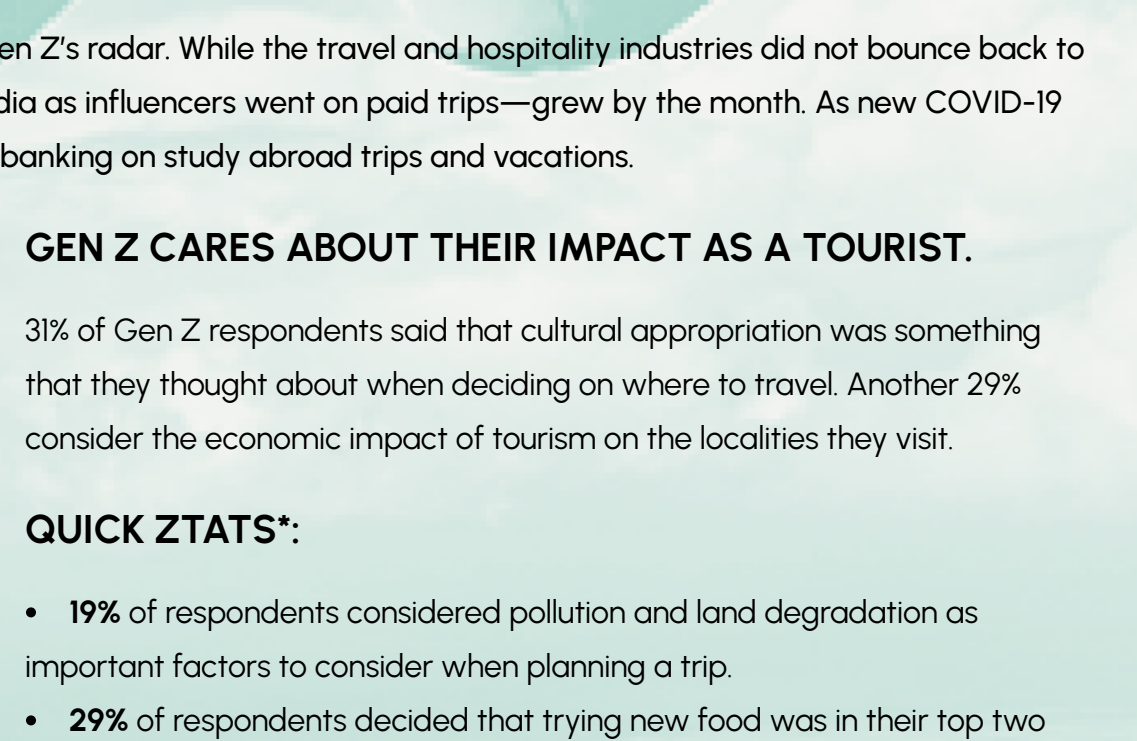 en Z's radar. While the travel and hospitality industries did not bounce back to
dia as influencers went on paid trips—grew by the month. As new COVID-19
banking on study abroad trips and vacations.
GEN Z CARES ABOUT THEIR IMPACT AS A TOURIST.
31% of Gen Z respondents said that cultural appropriation was something
that they thought about when deciding on where to travel. Another 29%
consider the economic impact of tourism on the localities they visit.
QUICK ZTATS*:
• 19% of respondents considered pollution and land degradation as
important factors to consider when planning a trip.
• 29% of respondents decided that trying new food was in their top two